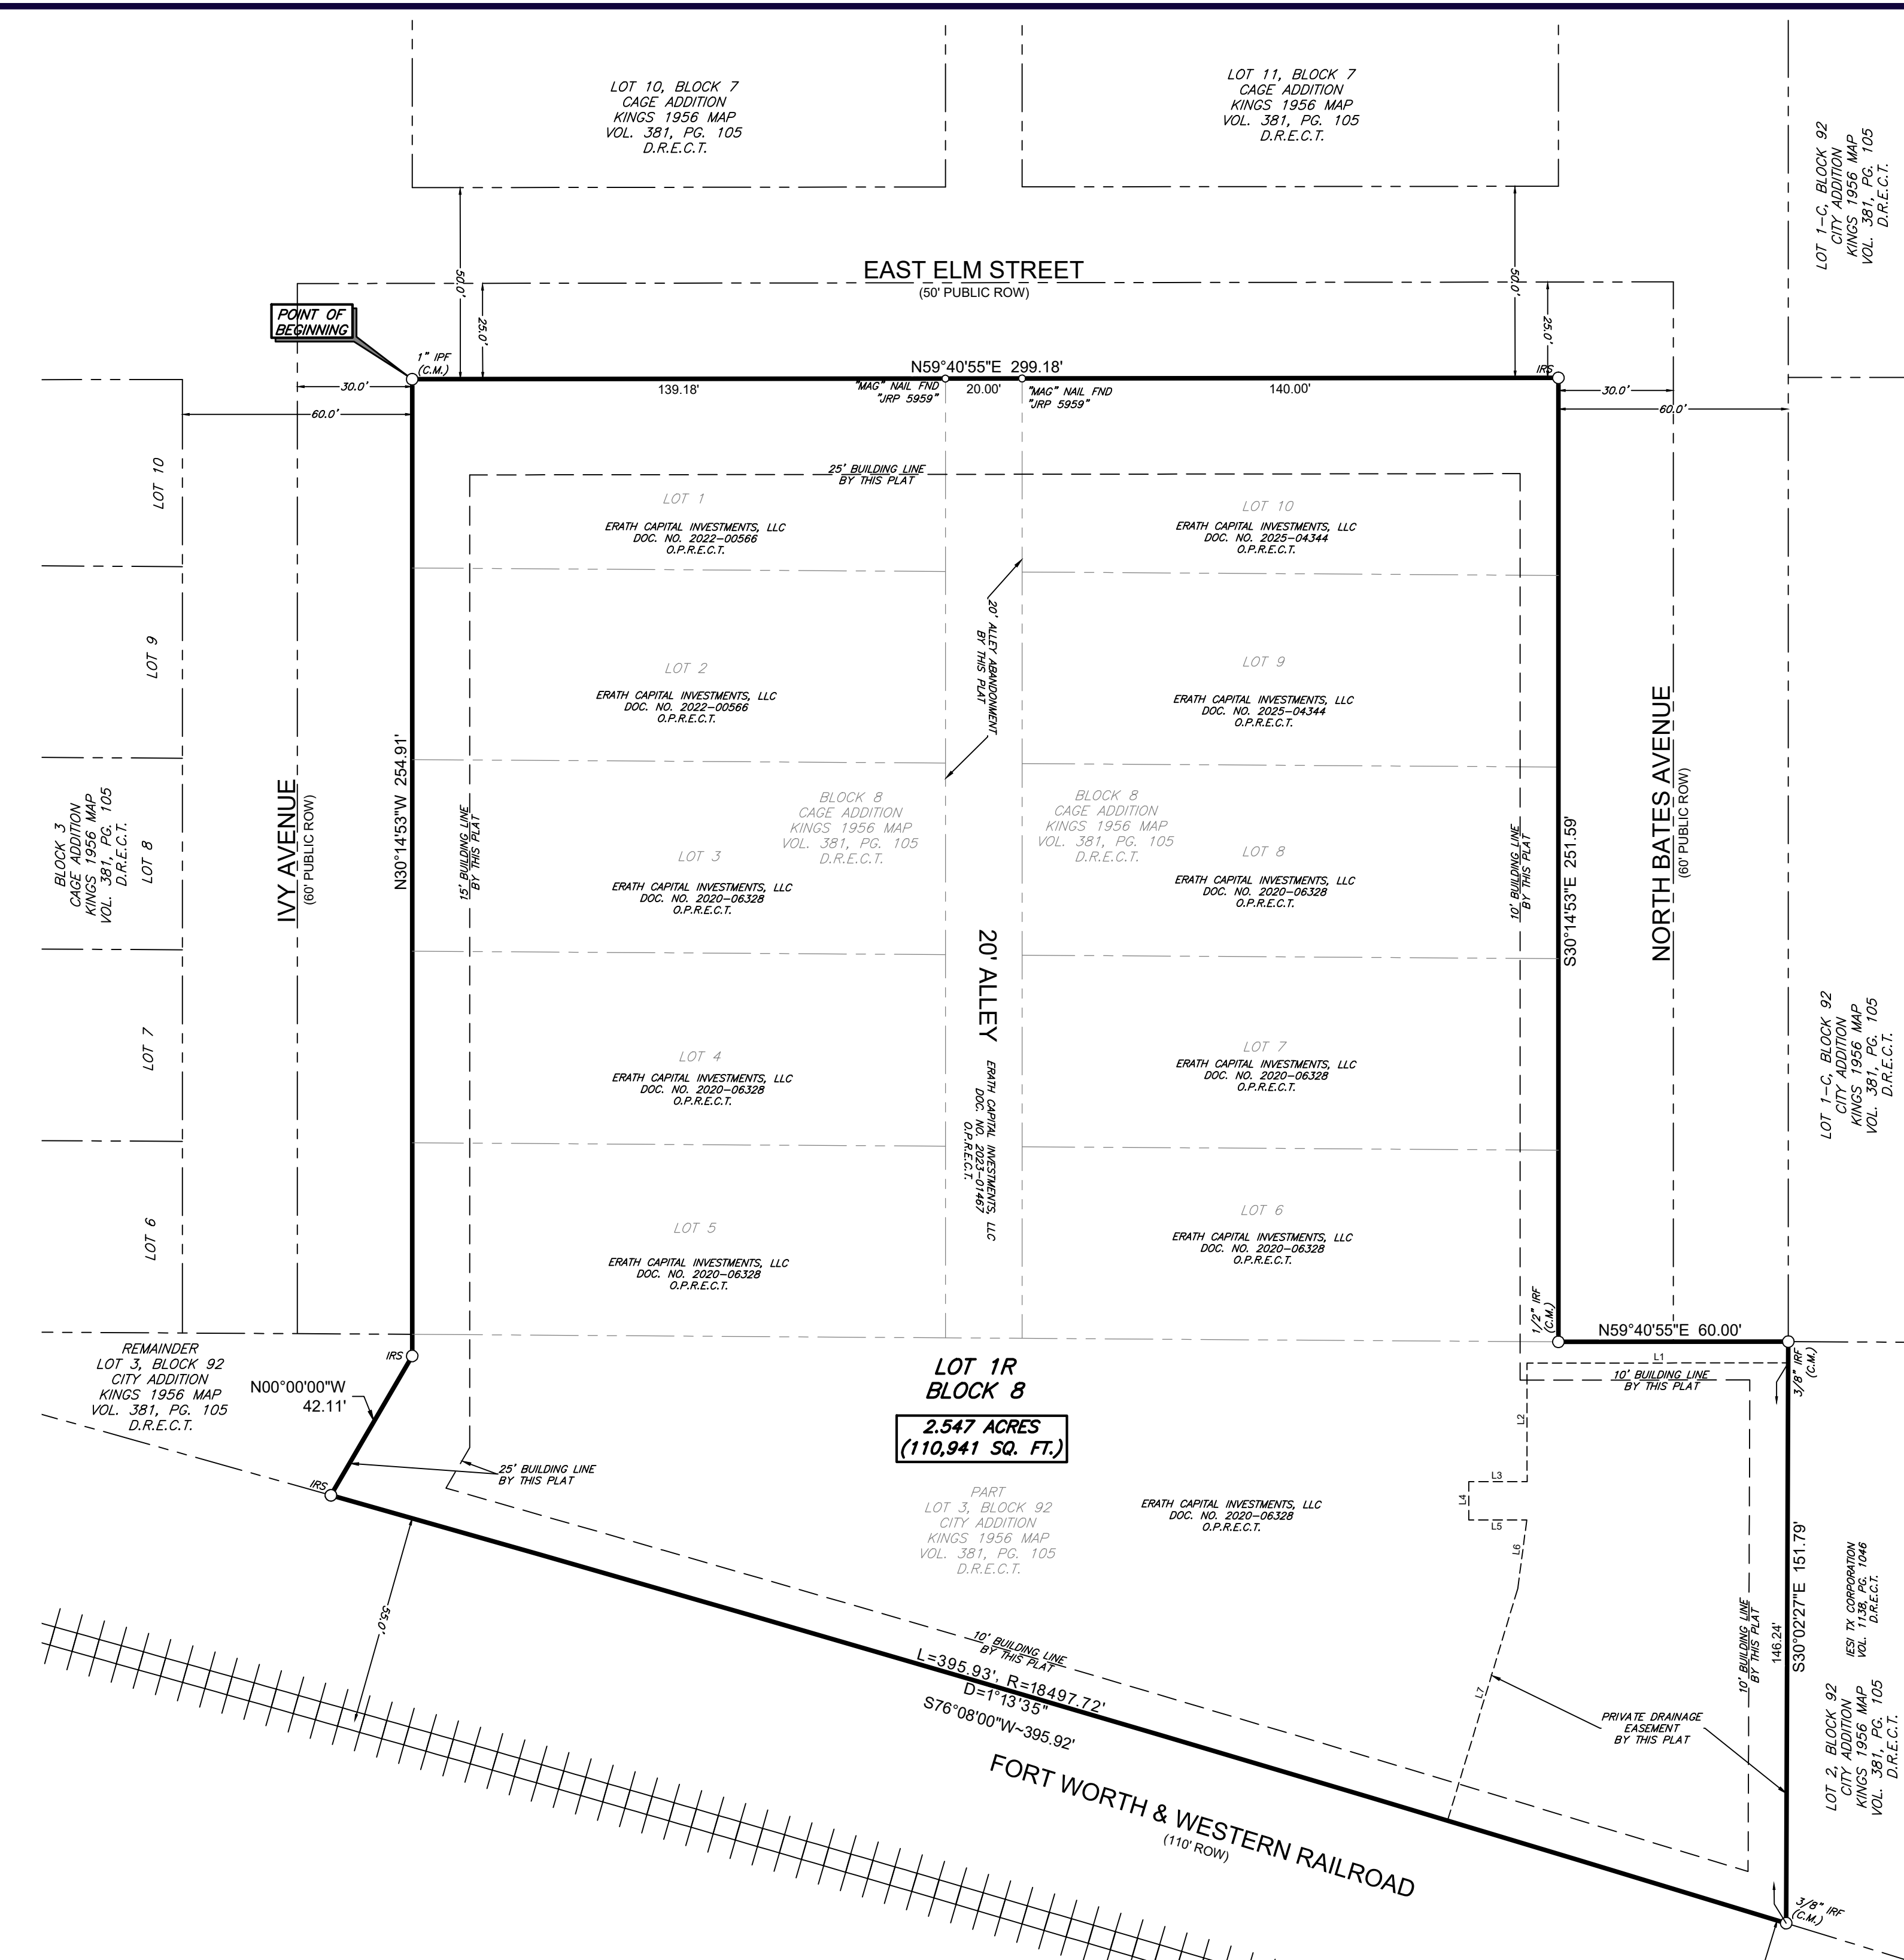 LOT 10, BLOCK 7
CAGE ADDITION
KINGS 1956 MAP
VOL. 381, PG. 105
D.R.E.C.T.
LOT 11, BLOCK 7
CAGE ADDITION
KINGS 1956 MAP
VOL. 381, PG. 105
D.R.E.C.T.
LOT 1-C, BLOCK 92
CITY ADDITION
KINGS 1956 MAP
VOL. 381, PG. 105
D.R.E.C.T.
50.0'
50.0'
EAST ELM STREET
(50' PUBLIC ROW)
25.0'
25.0'
POINT OF
BEGINNING
1" IPF
(C.M.)
N59°40'55"E 299.18'
IRS
30.0'
60.0'
139.18'
"MAG" NAIL FND
"JRP 5959"
20.00'
"MAG" NAIL FND
"JRP 5959"
140.00'
30.0'
60.0'
25' BUILDING LINE
BY THIS PLAT
LOT 10
LOT 9
LOT 8
LOT 7
LOT 6
BLOCK 3
CAGE ADDITION
KINGS 1956 MAP
VOL. 381, PG. 105
D.R.E.C.T.
IVY AVENUE
(60' PUBLIC ROW)
N30°14'53"W 254.91'
15' BUILDING LINE
BY THIS PLAT
LOT 1
ERATH CAPITAL INVESTMENTS, LLC
DOC. NO. 2022-00566
O.P.R.E.C.T.
LOT 10
ERATH CAPITAL INVESTMENTS, LLC
DOC. NO. 2025-04344
O.P.R.E.C.T.
20' ALLEY ABANDONMENT
BY THIS PLAT
LOT 2
ERATH CAPITAL INVESTMENTS, LLC
DOC. NO. 2022-00566
O.P.R.E.C.T.
LOT 9
ERATH CAPITAL INVESTMENTS, LLC
DOC. NO. 2025-04344
O.P.R.E.C.T.
BLOCK 8
CAGE ADDITION
KINGS 1956 MAP
VOL. 381, PG. 105
D.R.E.C.T.
BLOCK 8
CAGE ADDITION
KINGS 1956 MAP
VOL. 381, PG. 105
D.R.E.C.T.
LOT 3
ERATH CAPITAL INVESTMENTS, LLC
DOC. NO. 2020-06328
O.P.R.E.C.T.
LOT 8
ERATH CAPITAL INVESTMENTS, LLC
DOC. NO. 2020-06328
O.P.R.E.C.T.
20' ALLEY
ERATH CAPITAL INVESTMENTS, LLC
DOC. NO. 2023-01467
O.P.R.E.C.T.
LOT 4
ERATH CAPITAL INVESTMENTS, LLC
DOC. NO. 2020-06328
O.P.R.E.C.T.
LOT 7
ERATH CAPITAL INVESTMENTS, LLC
DOC. NO. 2020-06328
O.P.R.E.C.T.
LOT 5
ERATH CAPITAL INVESTMENTS, LLC
DOC. NO. 2020-06328
O.P.R.E.C.T.
LOT 6
ERATH CAPITAL INVESTMENTS, LLC
DOC. NO. 2020-06328
O.P.R.E.C.T.
10' BUILDING LINE
BY THIS PLAT
S30°14'53"E 251.59'
NORTH BATES AVENUE
(60' PUBLIC ROW)
LOT 1-C, BLOCK 92
CITY ADDITION
KINGS 1956 MAP
VOL. 381, PG. 105
D.R.E.C.T.
1/2" IRF
(C.M.)
N59°40'55"E 60.00'
3/8" IRF
(C.M.)
REMAINDER
LOT 3, BLOCK 92
CITY ADDITION
KINGS 1956 MAP
VOL. 381, PG. 105
D.R.E.C.T.
IRS
N00°00'00"W
42.11'
IRS
25' BUILDING LINE
BY THIS PLAT
LOT 1R
BLOCK 8
2.547 ACRES
(110,941 SQ. FT.)
L1
10' BUILDING LINE
BY THIS PLAT
L2
L3
L4
L5
L6
L7
PART
LOT 3, BLOCK 92
CITY ADDITION
KINGS 1956 MAP
VOL. 381, PG. 105
D.R.E.C.T.
ERATH CAPITAL INVESTMENTS, LLC
DOC. NO. 2020-06328
O.P.R.E.C.T.
55.0'
10' BUILDING LINE
BY THIS PLAT
L=395.93', R=18497.72'
D=1°13'35"
S76°08'00"W~395.92'
FORT WORTH & WESTERN RAILROAD
(110' ROW)
PRIVATE DRAINAGE
EASEMENT
BY THIS PLAT
10' BUILDING LINE
BY THIS PLAT
146.24'
S30°02'27"E 151.79'
IESI TX CORPORATION
VOL. 1138, PG. 1046
D.R.E.C.T.
LOT 2, BLOCK 92
CITY ADDITION
KINGS 1956 MAP
VOL. 381, PG. 105
D.R.E.C.T.
3/8" IRF
(C.M.)